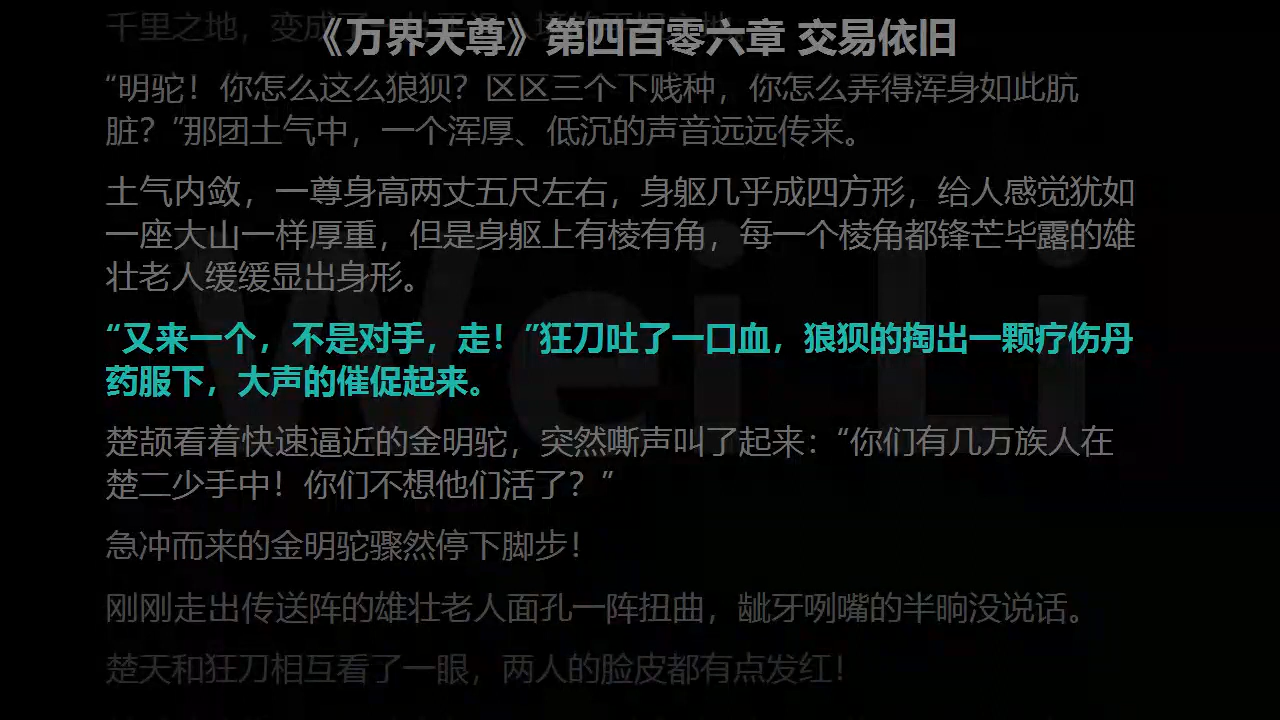 千里之地，变成了
《万界天尊》第四百零六章 交易依旧
“明驼！你怎么这么狼狈？区区三个下贱种，你怎么弄得浑身如此肮
脏？”那团土气中，一个浑厚、低沉的声音远远传来。
土气内敛，一尊身高两丈五尺左右，身躯几乎成四方形，给人感觉犹如
一座大山一样厚重，但是身躯上有棱有角，每一个棱角都锋芒毕露的雄
壮老人缓缓显出身形。
“又来一个，不是对手，走！”狂刀吐了一口血，狼狈的掏出一颗疗伤丹
药服下，大声的催促起来。
楚颉看着快速逼近的金明驼，突然嘶声叫了起来：“你们有几万族人在
楚二少手中！你们不想他们活了？”
急冲而来的金明驼骤然停下脚步！
刚刚走出传送阵的雄壮老人面孔一阵扭曲，龇牙咧嘴的半晌没说话。
楚天和狂刀相互看了一眼，两人的脸皮都有点发红！
Wei Li